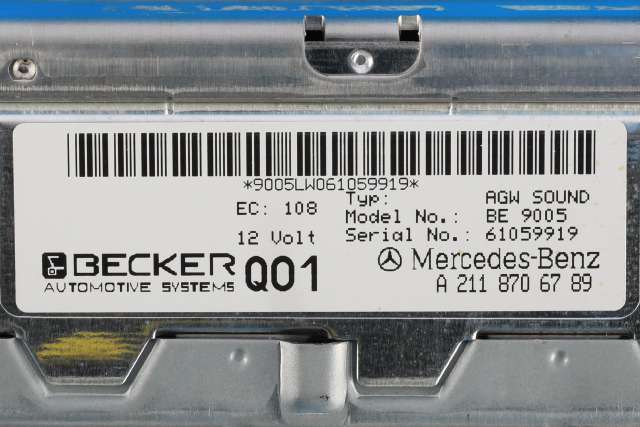 *9005LW061059919*
EC: 108 Typ: AGW SOUND
Model No.: BE 9005
12 Volt Serial No.: 61059919
BECKER Q01 Mercedes-Benz
AUTOMOTIVE SYSTEMS A 211 870 67 89